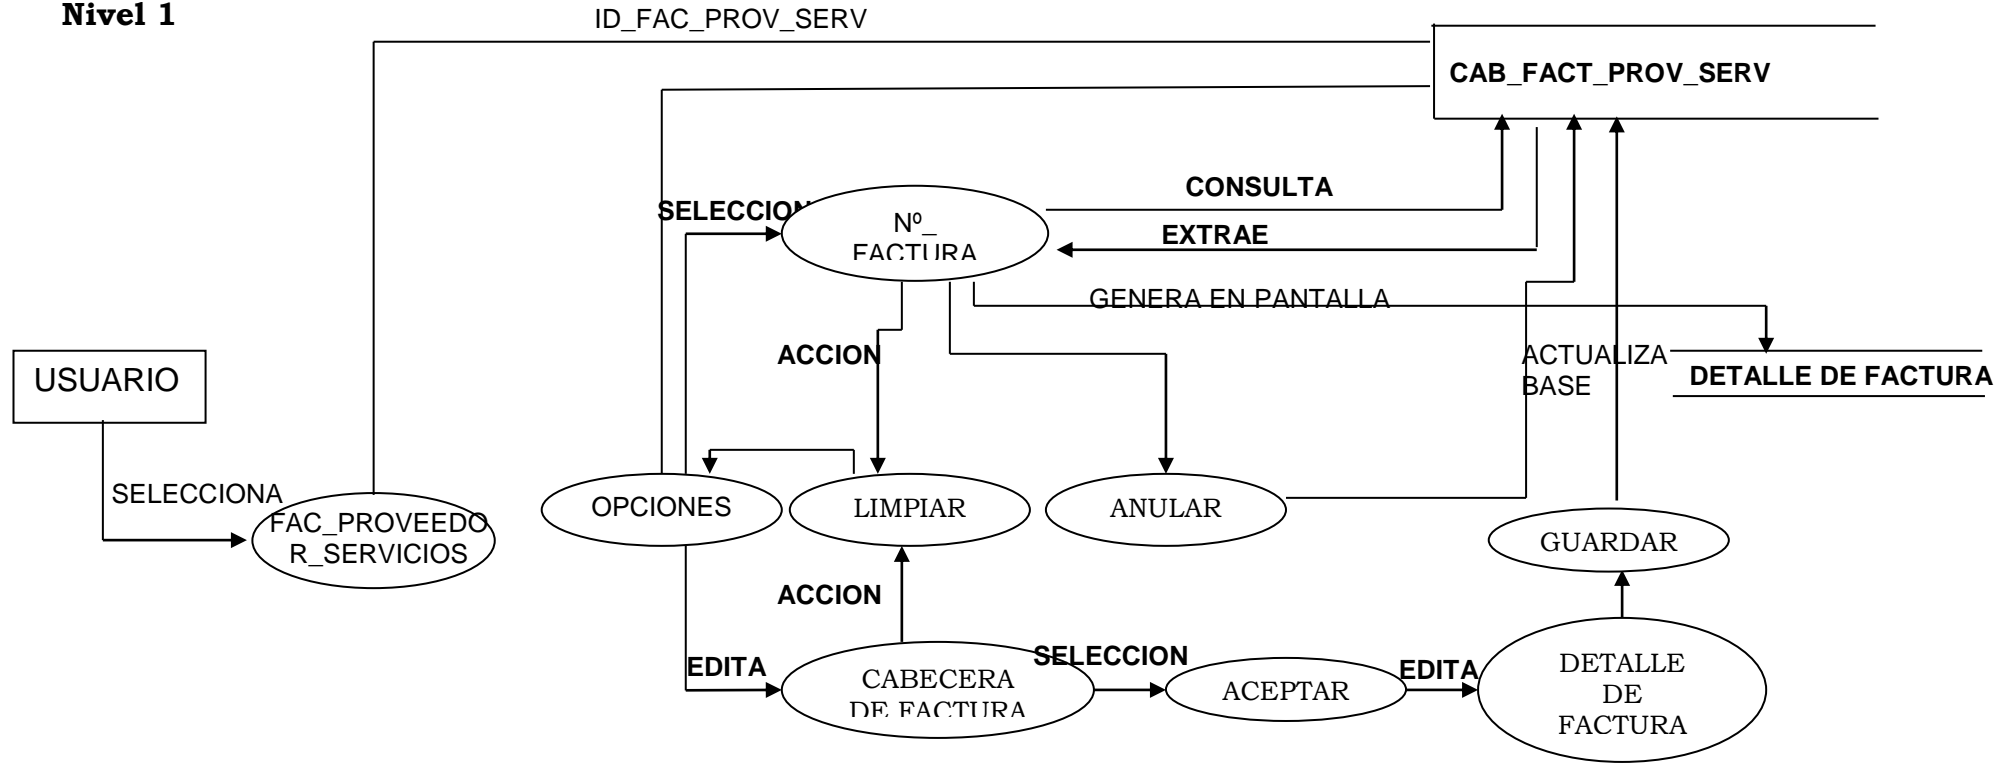 Nivel 1
ID_FAC_PROV_SERV
CAB_FACT_PROV_SERV
CONSULTA
SELECCION
Nº_
FACTURA
EXTRAE
GENERA EN PANTALLA
ACCION
ACTUALIZA
BASE
DETALLE DE FACTURA
USUARIO
SELECCIONA
FAC_PROVEEDO
R_SERVICIOS
OPCIONES
LIMPIAR
ANULAR
GUARDAR
ACCION
EDITA
CABECERA
DE FACTURA
SELECCION
ACEPTAR
EDITA
DETALLE
DE
FACTURA